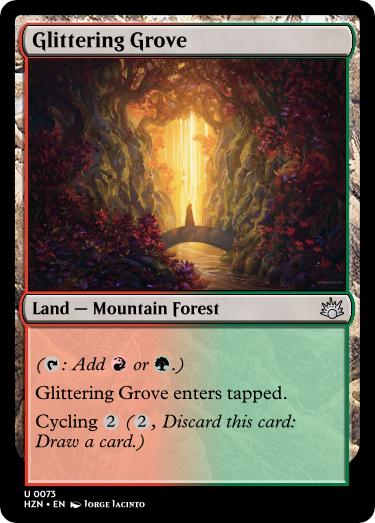 Glittering Grove
Land — Mountain Forest
(: Add or .)
Glittering Grove enters tapped.
Cycling 2 (2, Discard this card:
Draw a card.)
U 0073
HZN • EN Jorge Jacinto